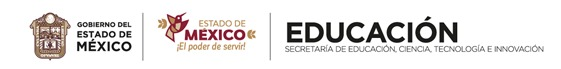 GOBIERNO DEL
ESTADO DE
MÉXICO
ESTADO DE
MÉXICO
¡El poder de servir!
EDUCACIÓN
SECRETARÍA DE EDUCACIÓN, CIENCIA, TECNOLOGÍA E INNOVACIÓN